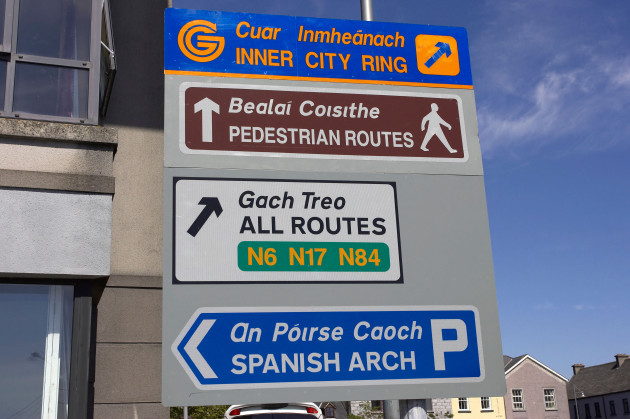 G Cuar Inmheánach
INNER CITY RING
Bealaí Coisithe
PEDESTRIAN ROUTES
Gach Treo
ALL ROUTES
N6 N17 N84
An Póirse Caoch
SPANISH ARCH P